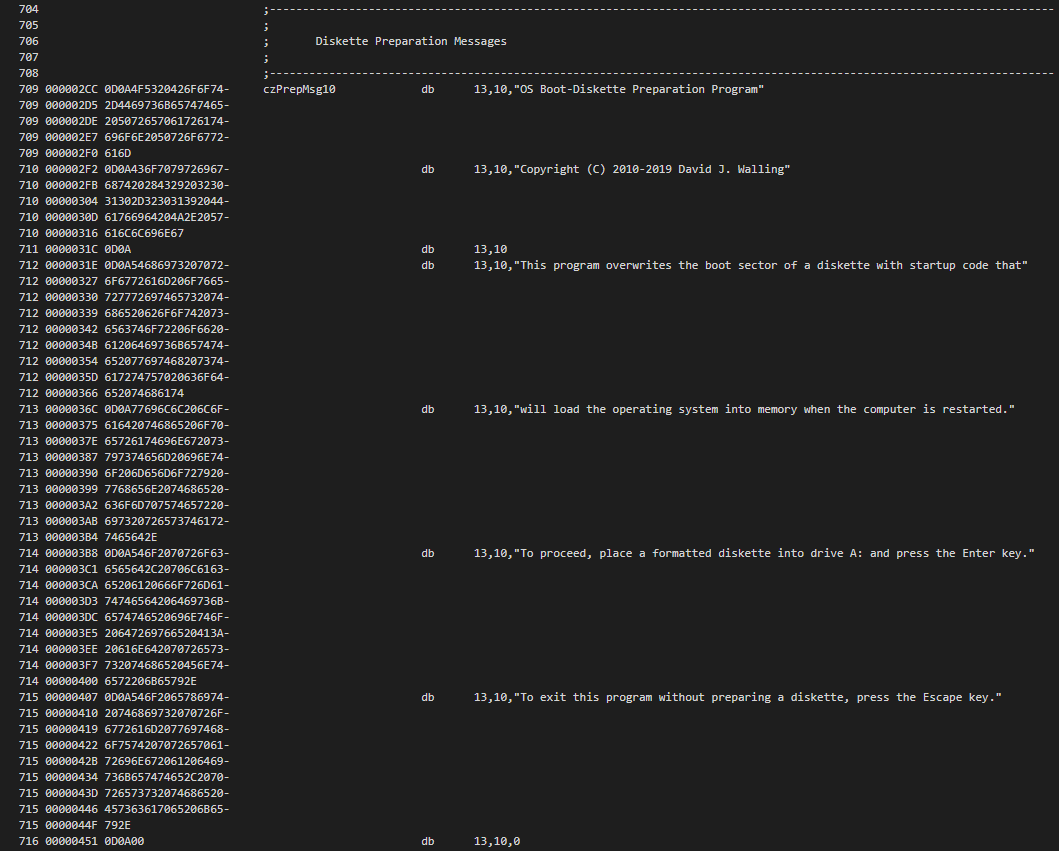 704 ;-----------------------------------------------------------------------------------------------------------------------
705 ;
706 ; Diskette Preparation Messages
707 ;
708 ;-----------------------------------------------------------------------------------------------------------------------
709 000002CC 0D0A4F5320426F6F74- czPrepMsg10 db 13,10,"OS Boot-Diskette Preparation Program"
709 000002D5 2D4469736B65747465-
709 000002DE 205072657061726174-
709 000002E7 696F6E2050726F6772-
709 000002F0 616D
710 000002F2 0D0A436F7079726967- db 13,10,"Copyright (C) 2010-2019 David J. Walling"
710 000002FB 687420284329203230-
710 00000304 31302D323031392044-
710 0000030D 61766964204A2E2057-
710 00000316 616C6C696E67
711 0000031C 0D0A db 13,10
712 0000031E 0D0A54686973207072- db 13,10,"This program overwrites the boot sector of a diskette with startup code that"
712 00000327 6F6772616D206F7665-
712 00000330 727772697465732074-
712 00000339 686520626F6F742073-
712 00000342 6563746F72206F6620-
712 0000034B 61206469736B657474-
712 00000354 652077697468207374-
712 0000035D 617274757020636F64-
712 00000366 652074686174
713 0000036C 0D0A77696C6C206C6F- db 13,10,"will load the operating system into memory when the computer is restarted."
713 00000375 616420746865206F70-
713 0000037E 65726174696E672073-
713 00000387 797374656D20696E74-
713 00000390 6F206D656D6F727920-
713 00000399 7768656E2074686520-
713 000003A2 636F6D707574657220-
713 000003AB 697320726573746172-
713 000003B4 7465642E
714 000003B8 0D0A546F2070726F63- db 13,10,"To proceed, place a formatted diskette into drive A: and press the Enter key."
714 000003C1 6565642C20706C6163-
714 000003CA 65206120666F726D61-
714 000003D3 74746564206469736B-
714 000003DC 6574746520696E746F-
714 000003E5 20647269766520413A-
714 000003EE 20616E642070726573-
714 000003F7 732074686520456E74-
714 00000400 6572206B65792E
715 00000407 0D0A546F2065786974- db 13,10,"To exit this program without preparing a diskette, press the Escape key."
715 00000410 20746869732070726F-
715 00000419 6772616D2077697468-
715 00000422 6F7574207072657061-
715 0000042B 72696E672061206469-
715 00000434 736B657474652C2070-
715 0000043D 726573732074686520-
715 00000446 457363617065206B65-
715 0000044F 792E
716 00000451 0D0A00 db 13,10,0